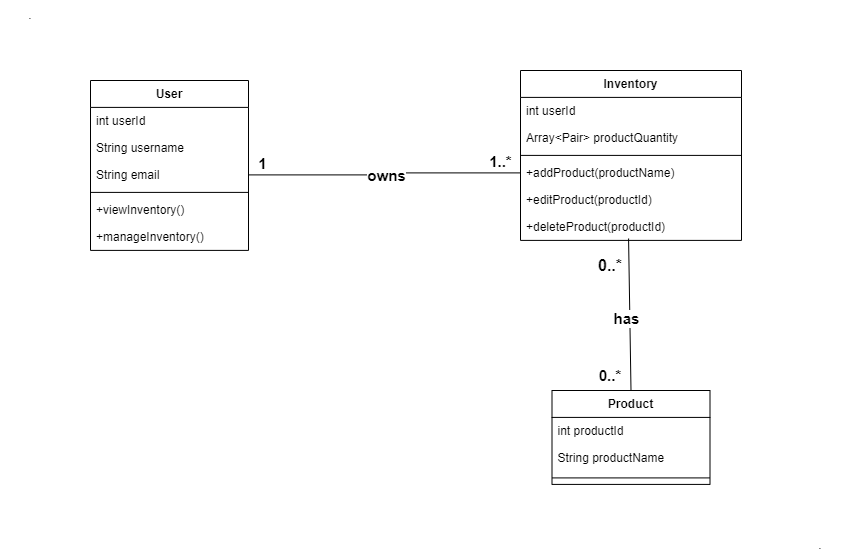 User
int userId
String username
String email
+viewInventory()
+manageInventory()
1
owns
1..*
Inventory
int userId
Array<Pair> productQuantity
+addProduct(productName)
+editProduct(productId)
+deleteProduct(productId)
0..*
has
0..*
Product
int productId
String productName